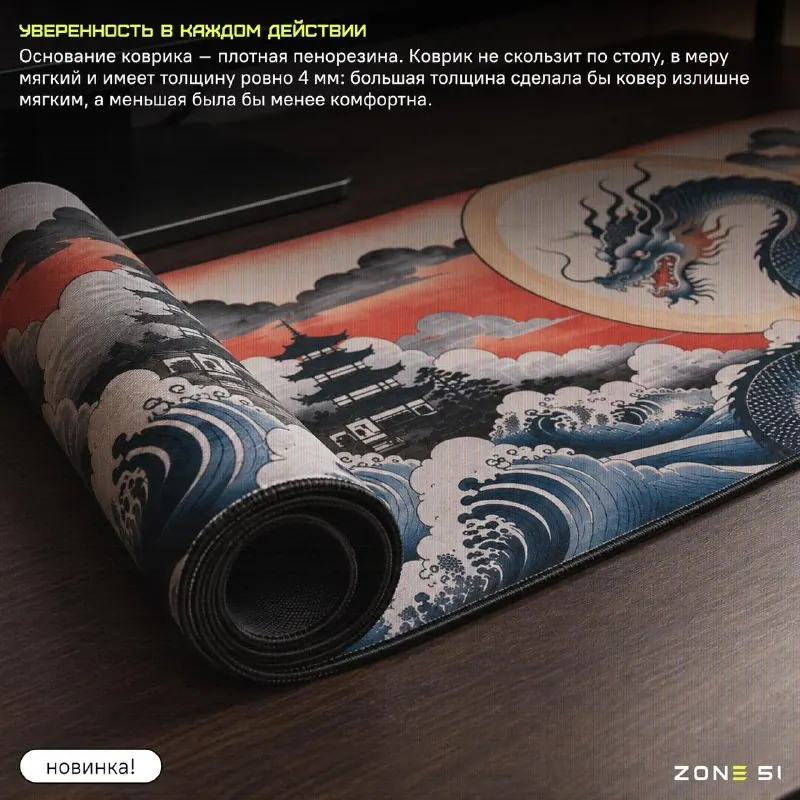 УВЕРЕННОСТЬ В КАЖДОМ ДЕЙСТВИИ
Основание коврика — плотная пенорезина. Коврик не скользит по столу, в меру
мягкий и имеет толщину ровно 4 мм: большая толщина сделала бы ковер излишне
мягким, а меньшая была бы менее комфортна.
новинка!
ZONE 51